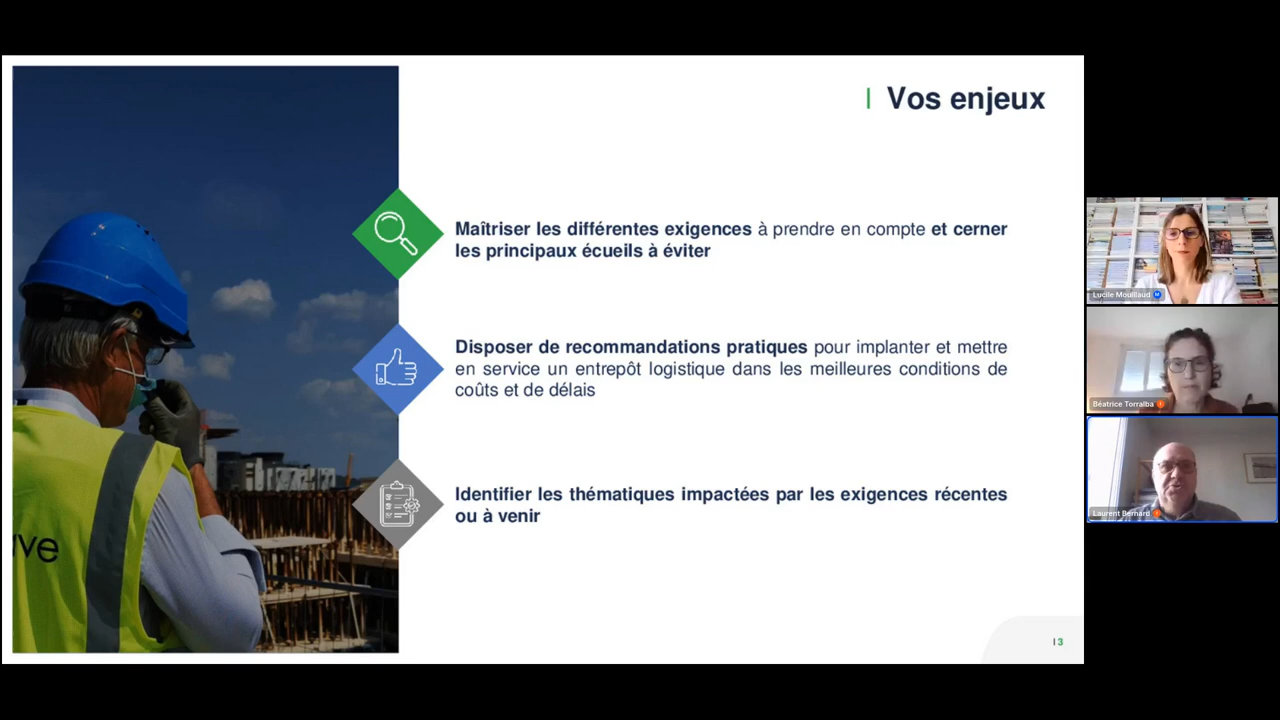 Vos enjeux
Maîtriser les différentes exigences à prendre en compte et cerner
les principaux écueils à éviter
Disposer de recommandations pratiques pour implanter et mettre
en service un entrepôt logistique dans les meilleures conditions de
coûts et de délais
Identifier les thématiques impactées par les exigences récentes
ou à venir
ve
I 3
Lucile Mouillaud M
Béatrice Torralba
Laurent Bernard